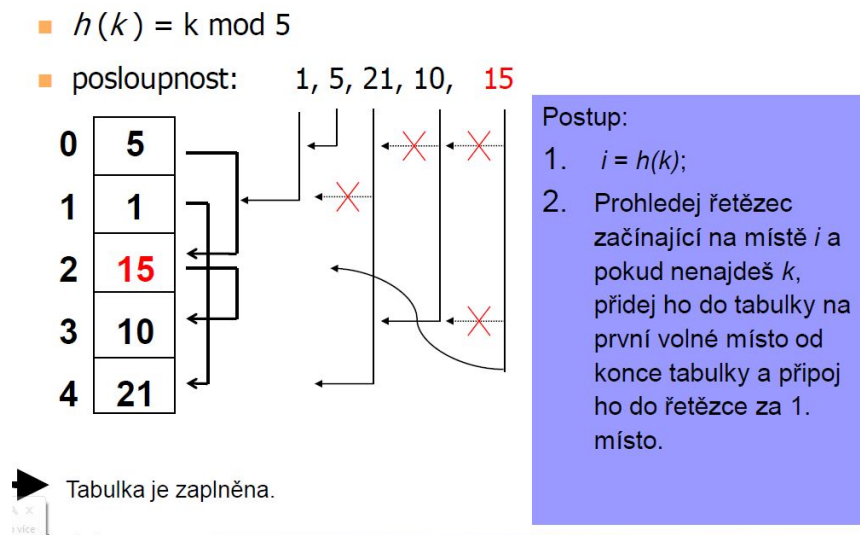 h (k) = k mod 5
posloupnost: 1, 5, 21, 10, 15
0 5
1 1
2 15
3 10
4 21
Postup:
1. i = h(k);
2. Prohledej řetězec
začínající na místě i a
pokud nenajdeš k,
přidej ho do tabulky na
první volné místo od
konce tabulky a připoj
ho do řetězce za 1.
místo.
Tabulka je zaplněna.
více